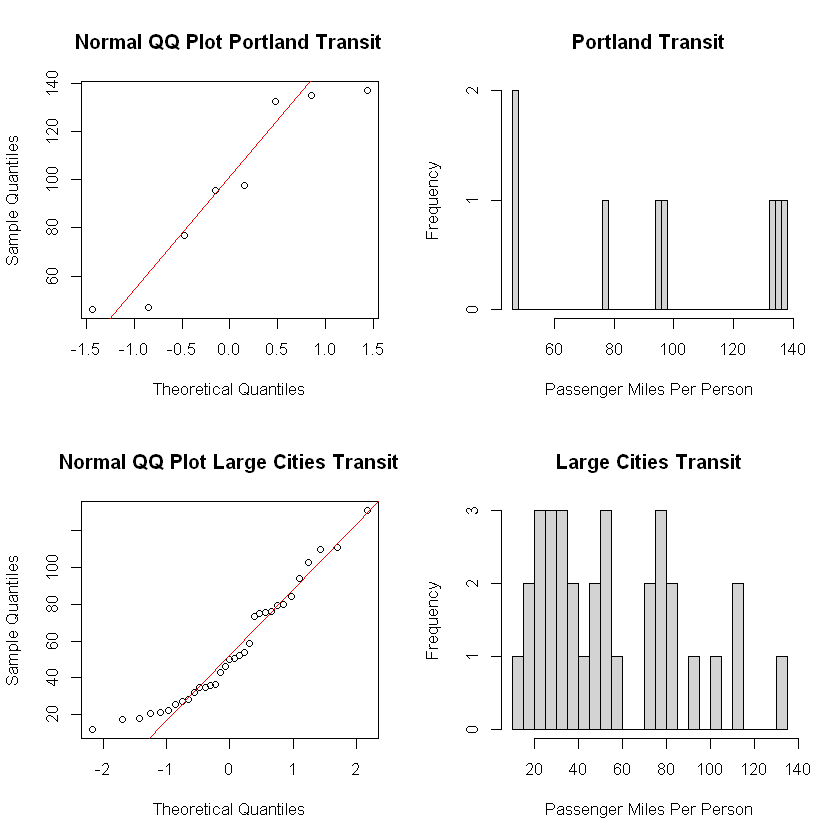 Normal QQ Plot Portland Transit
Sample Quantiles
140
120
100
80
60
-1.5 -1.0 -0.5 0.0 0.5 1.0 1.5
Theoretical Quantiles
Portland Transit
Frequency
2
1
0
60 80 100 120 140
Passenger Miles Per Person
Normal QQ Plot Large Cities Transit
Sample Quantiles
100
80
60
40
20
-2 -1 0 1 2
Theoretical Quantiles
Large Cities Transit
Frequency
3
2
1
0
20 40 60 80 100 120 140
Passenger Miles Per Person